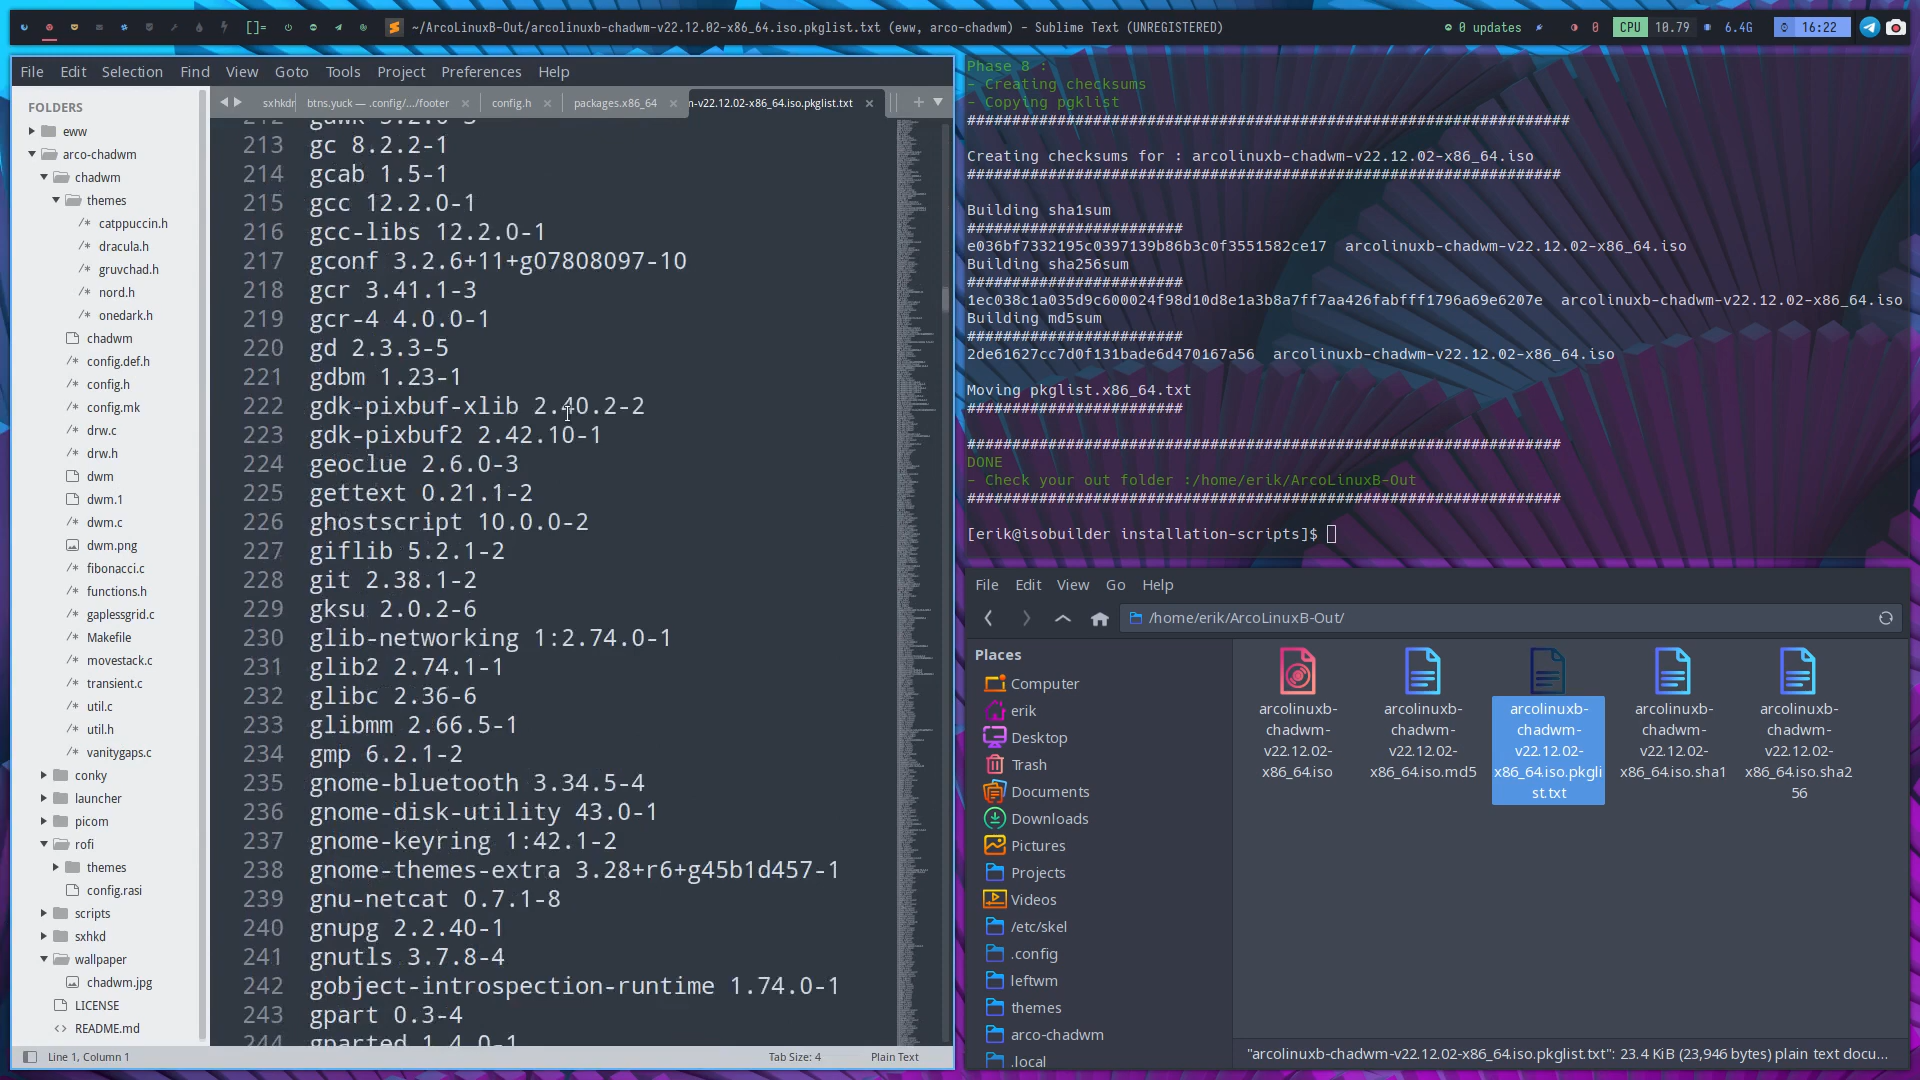 []=
~/ArcoLinuxB-Out/arcolinuxb-chadwm-v22.12.02-x86_64.iso.pkglist.txt (eww, arco-chadwm) - Sublime Text (UNREGISTERED)
0 updates
0
CPU 10.79
6.4G
16:22
File Edit Selection Find View Goto Tools Project Preferences Help
FOLDERS
eww
arco-chadwm
chadwm
themes
/* catppuccin.h
/* dracula.h
/* gruvchad.h
/* nord.h
/* onedark.h
chadwm
/* config.def.h
/* config.h
/* config.mk
/* drw.c
/* drw.h
dwm
dwm.1
/* dwm.c
dwm.png
/* fibonacci.c
/* functions.h
/* gaplessgrid.c
/* Makefile
/* movestack.c
/* transient.c
/* util.c
/* util.h
/* vanitygaps.c
conky
launcher
picom
rofi
themes
config.rasi
scripts
sxhkd
wallpaper
chadwm.jpg
LICENSE
<> README.md
sxhkdr
btns.yuck — .config/.../footer ×
config.h ×
packages.x86_64 ×
n-v22.12.02-x86_64.iso.pkglist.txt ×
+
213 gc 8.2.2-1
214 gcab 1.5-1
215 gcc 12.2.0-1
216 gcc-libs 12.2.0-1
217 gconf 3.2.6+11+g07808097-10
218 gcr 3.41.1-3
219 gcr-4 4.0.0-1
220 gd 2.3.3-5
221 gdbm 1.23-1
222 gdk-pixbuf-xlib 2.40.2-2
223 gdk-pixbuf2 2.42.10-1
224 geoclue 2.6.0-3
225 gettext 0.21.1-2
226 ghostscript 10.0.0-2
227 giflib 5.2.1-2
228 git 2.38.1-2
229 gksu 2.0.2-6
230 glib-networking 1:2.74.0-1
231 glib2 2.74.1-1
232 glibc 2.36-6
233 glibmm 2.66.5-1
234 gmp 6.2.1-2
235 gnome-bluetooth 3.34.5-4
236 gnome-disk-utility 43.0-1
237 gnome-keyring 1:42.1-2
238 gnome-themes-extra 3.28+r6+g45b1d457-1
239 gnu-netcat 0.7.1-8
240 gnupg 2.2.40-1
241 gnutls 3.7.8-4
242 gobject-introspection-runtime 1.74.0-1
243 gpart 0.3-4
244 gparted 1.4.0-1
Line 1, Column 1
Tab Size: 4
Plain Text
Phase 8 :
- Creating checksums
- Copying pgklist
###################################################################

Creating checksums for : arcolinuxb-chadwm-v22.12.02-x86_64.iso
##################################################################

Building sha1sum
########################
e036bf7332195c0397139b86b3c0f3551582ce17  arcolinuxb-chadwm-v22.12.02-x86_64.iso
Building sha256sum
########################
1ec038c1a035d9c600024f98d10d8e1a3b8a7ff7aa426fabfff1796a69e6207e  arcolinuxb-chadwm-v22.12.02-x86_64.iso
Building md5sum
########################
2de61627cc7d0f131bade6d470167a56  arcolinuxb-chadwm-v22.12.02-x86_64.iso

Moving pkglist.x86_64.txt
########################

##################################################################
DONE
- Check your out folder :/home/erik/ArcoLinuxB-Out
##################################################################

[erik@isobuilder installation-scripts]$
File Edit View Go Help
/home/erik/ArcoLinuxB-Out/
Places
Computer
erik
Desktop
Trash
Documents
Downloads
Pictures
Projects
Videos
/etc/skel
.config
leftwm
themes
arco-chadwm
.local
arcolinuxb-
chadwm-
v22.12.02-
x86_64.iso
arcolinuxb-
chadwm-
v22.12.02-
x86_64.iso.md5
arcolinuxb-
chadwm-
v22.12.02-
x86_64.iso.pkgli
st.txt
arcolinuxb-
chadwm-
v22.12.02-
x86_64.iso.sha1
arcolinuxb-
chadwm-
v22.12.02-
x86_64.iso.sha2
56
"arcolinuxb-chadwm-v22.12.02-x86_64.iso.pkglist.txt": 23.4 KiB (23,946 bytes) plain text docu...